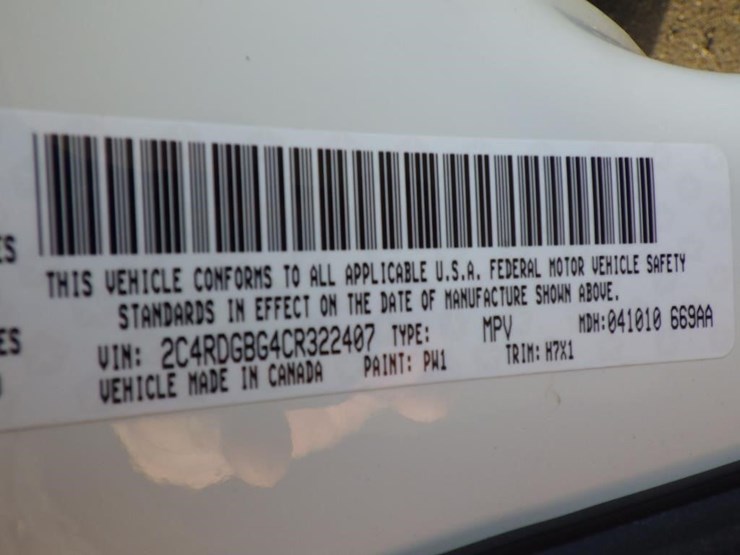 THIS VEHICLE CONFORMS TO ALL APPLICABLE U.S.A. FEDERAL MOTOR VEHICLE SAFETY
STANDARDS IN EFFECT ON THE DATE OF MANUFACTURE SHOWN ABOVE.
VIN: 2C4RDGBG4CR322407 TYPE: MPV MDH: 041010 669AA
VEHICLE MADE IN CANADA PAINT: PW1 TRIM: H7X1